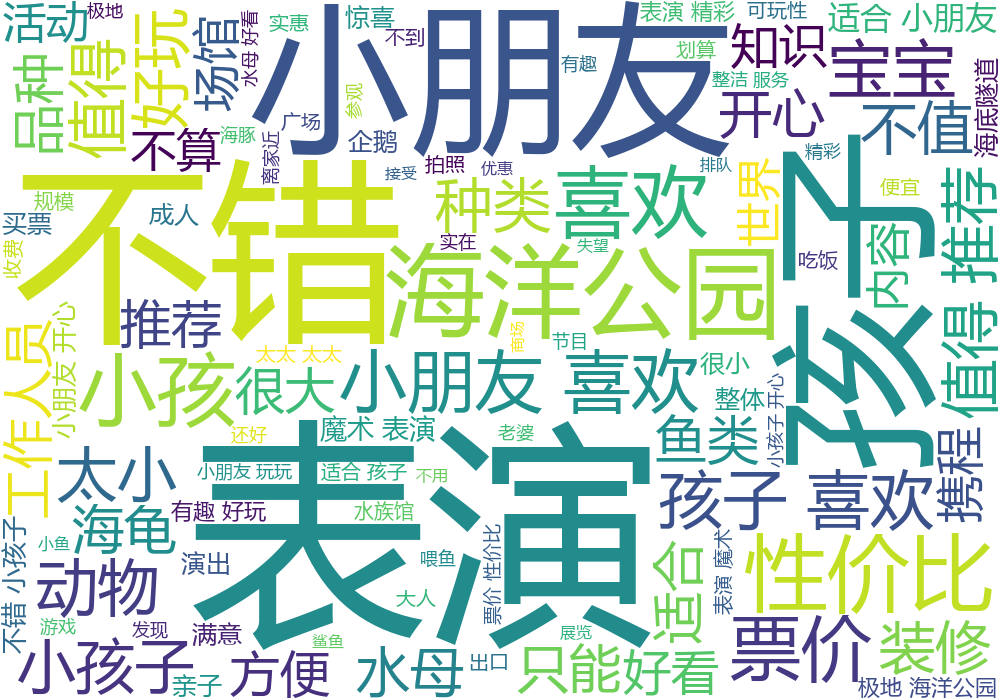 活动
极地
值得
好玩
场馆
水母 好看
实惠
小朋友
惊喜
不到
参观
有趣
表演 精彩
划算
可玩性
整洁 服务
知识
适合 小朋友
宝宝
海底隧道
品种
不算
海豚
离家近
广场
企鹅
接受
拍照
优惠
排队
开心
精彩
不值
便宜
规模
买票
收费
成人
不错
种类
实在
喜欢
失望
世界
吃饭
孩子
内容
值得 推荐
海洋公园
推荐
工作人员
小朋友 开心
小孩
很大
太太 太太
小朋友 喜欢
商场
节目
很小
整体
小孩子 开心
太小
海龟
还好
魔术 表演
老婆
小朋友 玩玩
适合 孩子
不用
有趣 好玩
水族馆
鱼类
孩子 喜欢
携程
不错 小孩子
小鱼
动物
演出
表演
喂鱼
票价 性价比
大人
适合
表演 魔术
性价比
游戏
发现
满意
鲨鱼
展览
小孩子
亲子
方便
水母
出口
只能
好看
票价
装修
极地 海洋公园